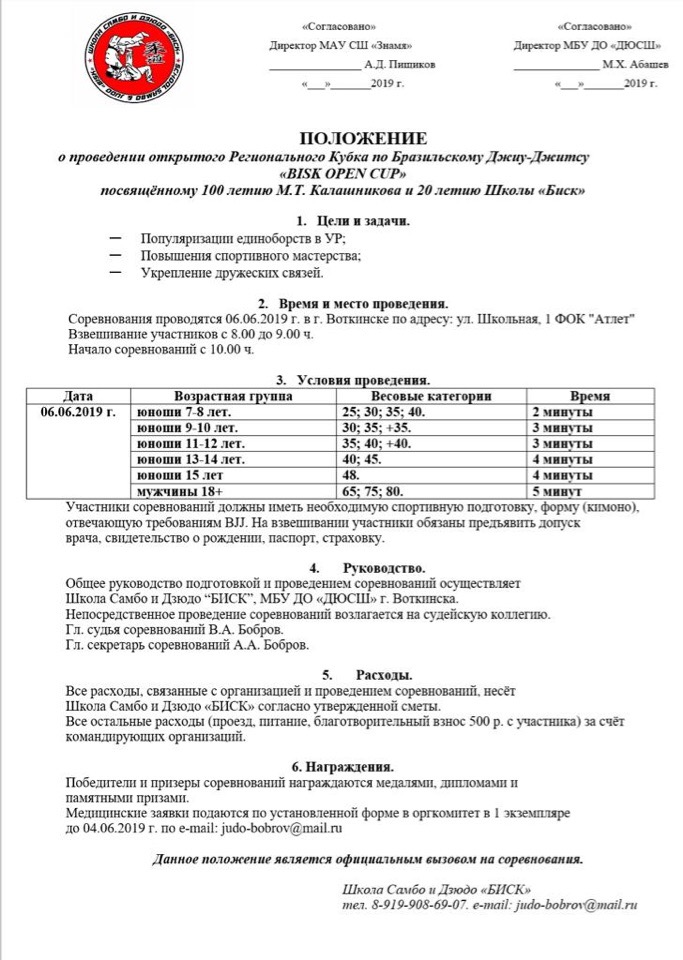 ШКОЛА САМБО И ДЗЮДО «БИСК»
SCHOOL SAMBO & JUDO «BISK»
«Согласовано»
Директор МАУ СШ «Знамя»
________________ А.Д. Пищиков
«___»_______2019 г.
«Согласовано»
Директор МБУ ДО «ДЮСШ»
________________ М.Х. Абашев
«___»_______2019 г.
ПОЛОЖЕНИЕ
о проведении открытого Регионального Кубка по Бразильскому Джиу-Джитсу
«BISK OPEN CUP»
посвящённому 100 летию М.Т. Калашникова и 20 летию Школы «Биск»
1. Цели и задачи.
— Популяризации единоборств в УР;
— Повышения спортивного мастерства;
— Укрепление дружеских связей.
2. Время и место проведения.
Соревнования проводятся 06.06.2019 г. в г. Воткинске по адресу: ул. Школьная, 1 ФОК "Атлет"
Взвешивание участников с 8.00 до 9.00 ч.
Начало соревнований с 10.00 ч.
3. Условия проведения.
Дата Возрастная группа Весовые категории Время
06.06.2019 г. юноши 7-8 лет. 25; 30; 35; 40. 2 минуты
юноши 9-10 лет. 30; 35; +35. 3 минуты
юноши 11-12 лет. 35; 40; +40. 3 минуты
юноши 13-14 лет. 40; 45. 4 минуты
юноши 15 лет 48. 4 минуты
мужчины 18+ 65; 75; 80. 5 минут
Участники соревнований должны иметь необходимую спортивную подготовку, форму (кимоно),
отвечающую требованиям BJJ. На взвешивании участники обязаны предъявить допуск
врача, свидетельство о рождении, паспорт, страховку.
4. Руководство.
Общее руководство подготовкой и проведением соревнований осуществляет
Школа Самбо и Дзюдо “БИСК”, МБУ ДО «ДЮСШ» г. Воткинска.
Непосредственное проведение соревнований возлагается на судейскую коллегию.
Гл. судья соревнований В.А. Бобров.
Гл. секретарь соревнований А.А. Бобров.
5. Расходы.
Все расходы, связанные с организацией и проведением соревнований, несёт
Школа Самбо и Дзюдо «БИСК» согласно утвержденной сметы.
Все остальные расходы (проезд, питание, благотворительный взнос 500 р. с участника) за счёт
командирующих организаций.
6. Награждения.
Победители и призеры соревнований награждаются медалями, дипломами и
памятными призами.
Медицинские заявки подаются по установленной форме в оргкомитет в 1 экземпляре
до 04.06.2019 г. по e-mail: judo-bobrov@mail.ru
Данное положение является официальным вызовом на соревнования.
Школа Самбо и Дзюдо «БИСК»
тел. 8-919-908-69-07. e-mail: judo-bobrov@mail.ru